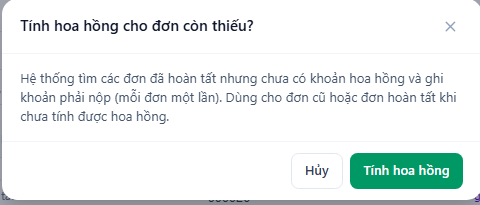 Tính hoa hồng cho đơn còn thiếu?
Hệ thống tìm các đơn đã hoàn tất nhưng chưa có khoản hoa hồng và ghi
khoản phải nộp (mỗi đơn một lần). Dùng cho đơn cũ hoặc đơn hoàn tất khi
chưa tính được hoa hồng.
Hủy
Tính hoa hồng